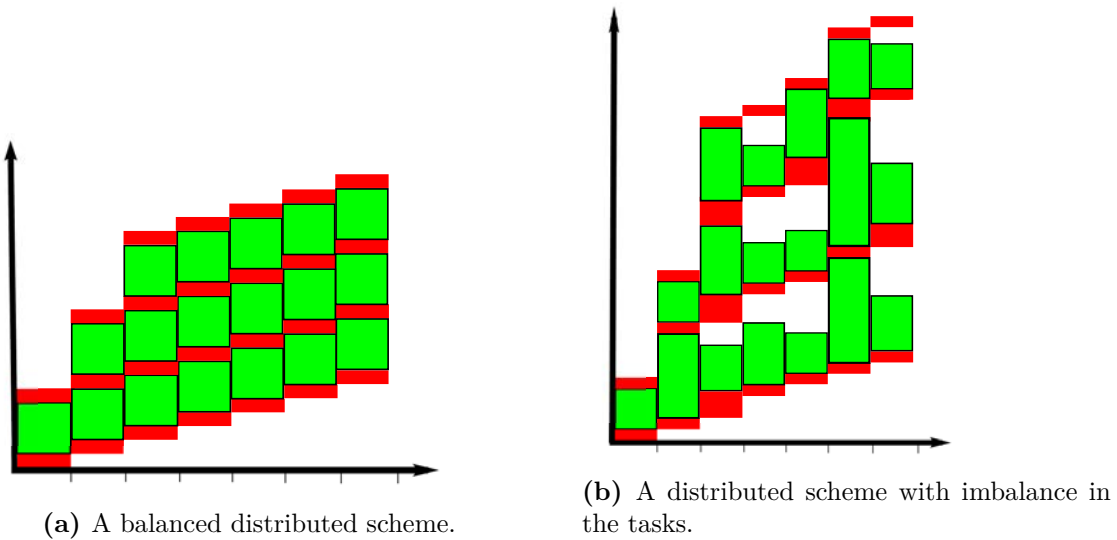 (a) A balanced distributed scheme.
(b) A distributed scheme with imbalance in
the tasks.